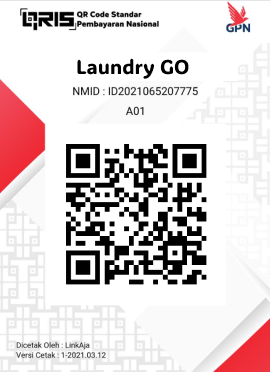 QRIS QR Code Standar
Pembayaran Nasional
GPN
Laundry GO
NMID : ID2021065207775
A01
Dicetak Oleh : LinkAja
Versi Cetak : 1-2021.03.12